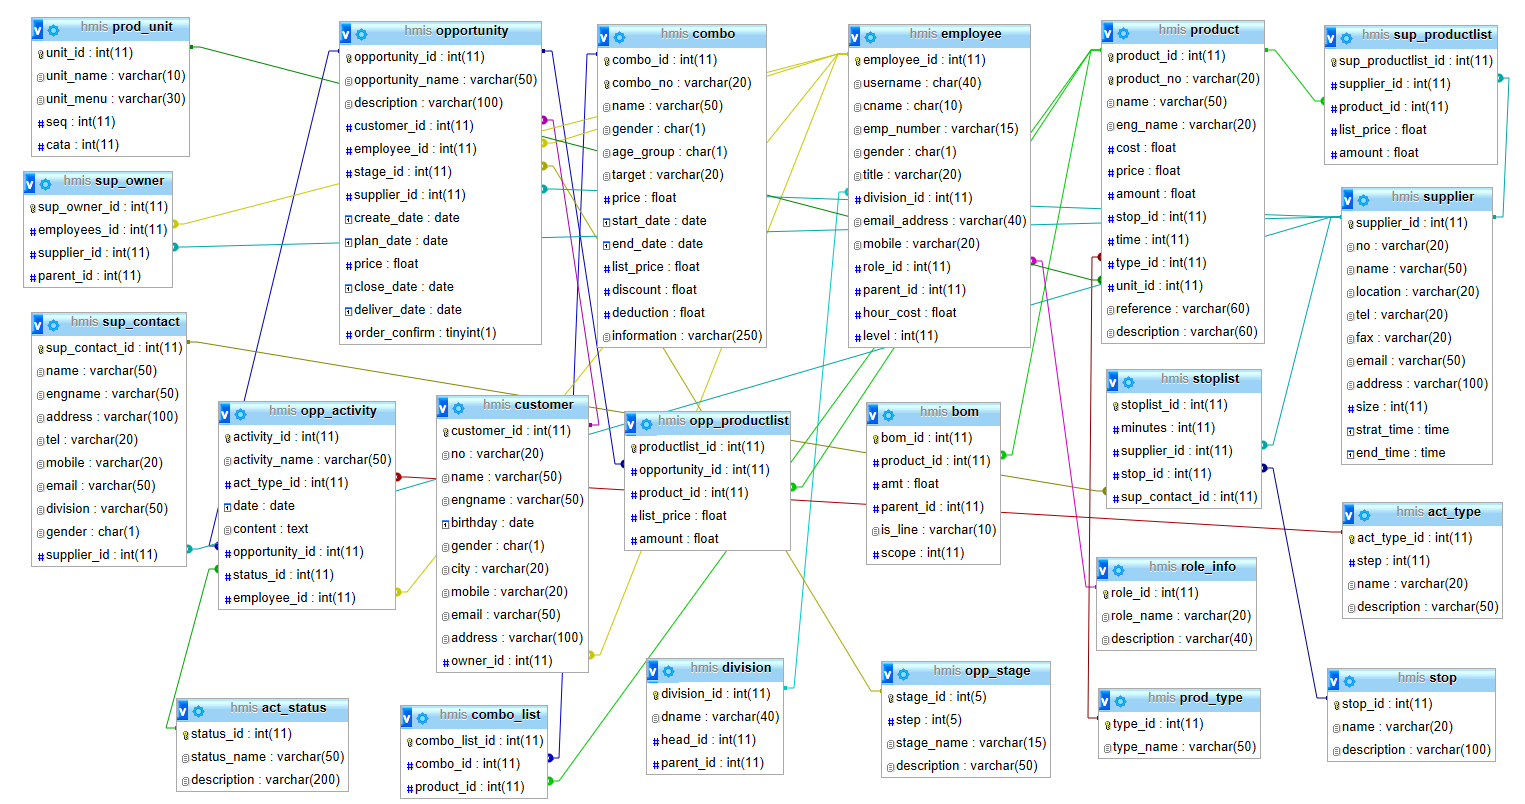 hmis prod_unit
unit_id : int(11)
unit_name : varchar(10)
unit_menu : varchar(30)
seq : int(11)
cata : int(11)
hmis opportunity
opportunity_id : int(11)
opportunity_name : varchar(50)
description : varchar(100)
customer_id : int(11)
employee_id : int(11)
stage_id : int(11)
supplier_id : int(11)
create_date : date
plan_date : date
price : float
close_date : date
deliver_date : date
order_confirm : tinyint(1)
hmis combo
combo_id : int(11)
combo_no : varchar(20)
name : varchar(50)
gender : char(1)
age_group : char(1)
target : varchar(20)
price : float
start_date : date
end_date : date
list_price : float
discount : float
deduction : float
information : varchar(250)
hmis employee
employee_id : int(11)
username : char(40)
cname : char(10)
emp_number : varchar(15)
gender : char(1)
title : varchar(20)
division_id : int(11)
email_address : varchar(40)
mobile : varchar(20)
role_id : int(11)
parent_id : int(11)
hour_cost : float
level : int(11)
hmis product
product_id : int(11)
product_no : varchar(20)
name : varchar(50)
eng_name : varchar(20)
cost : float
price : float
amount : float
stop_id : int(11)
time : int(11)
type_id : int(11)
unit_id : int(11)
reference : varchar(60)
description : varchar(60)
hmis sup_productlist
sup_productlist_id : int(11)
supplier_id : int(11)
product_id : int(11)
list_price : float
amount : float
hmis sup_owner
sup_owner_id : int(11)
employees_id : int(11)
supplier_id : int(11)
parent_id : int(11)
hmis supplier
supplier_id : int(11)
no : varchar(20)
name : varchar(50)
location : varchar(20)
tel : varchar(20)
fax : varchar(20)
email : varchar(50)
address : varchar(100)
size : int(11)
strat_time : time
end_time : time
hmis sup_contact
sup_contact_id : int(11)
name : varchar(50)
engname : varchar(50)
address : varchar(100)
tel : varchar(20)
mobile : varchar(20)
email : varchar(50)
division : varchar(50)
gender : char(1)
supplier_id : int(11)
hmis opp_activity
activity_id : int(11)
activity_name : varchar(50)
act_type_id : int(11)
date : date
content : text
opportunity_id : int(11)
status_id : int(11)
employee_id : int(11)
hmis customer
customer_id : int(11)
no : varchar(20)
name : varchar(50)
engname : varchar(50)
birthday : date
gender : char(1)
city : varchar(20)
mobile : varchar(20)
email : varchar(50)
address : varchar(100)
owner_id : int(11)
hmis opp_productlist
productlist_id : int(11)
opportunity_id : int(11)
product_id : int(11)
list_price : float
amount : float
hmis bom
bom_id : int(11)
product_id : int(11)
amt : float
parent_id : int(11)
is_line : varchar(10)
scope : int(11)
hmis stoplist
stoplist_id : int(11)
minutes : int(11)
supplier_id : int(11)
stop_id : int(11)
sup_contact_id : int(11)
hmis act_type
act_type_id : int(11)
step : int(11)
name : varchar(20)
description : varchar(50)
hmis role_info
role_id : int(11)
role_name : varchar(20)
description : varchar(40)
hmis act_status
status_id : int(11)
status_name : varchar(50)
description : varchar(200)
hmis combo_list
combo_list_id : int(11)
combo_id : int(11)
product_id : int(11)
hmis division
division_id : int(11)
dname : varchar(40)
head_id : int(11)
parent_id : int(11)
hmis opp_stage
stage_id : int(5)
step : int(5)
stage_name : varchar(15)
description : varchar(50)
hmis prod_type
type_id : int(11)
type_name : varchar(50)
hmis stop
stop_id : int(11)
name : varchar(20)
description : varchar(100)